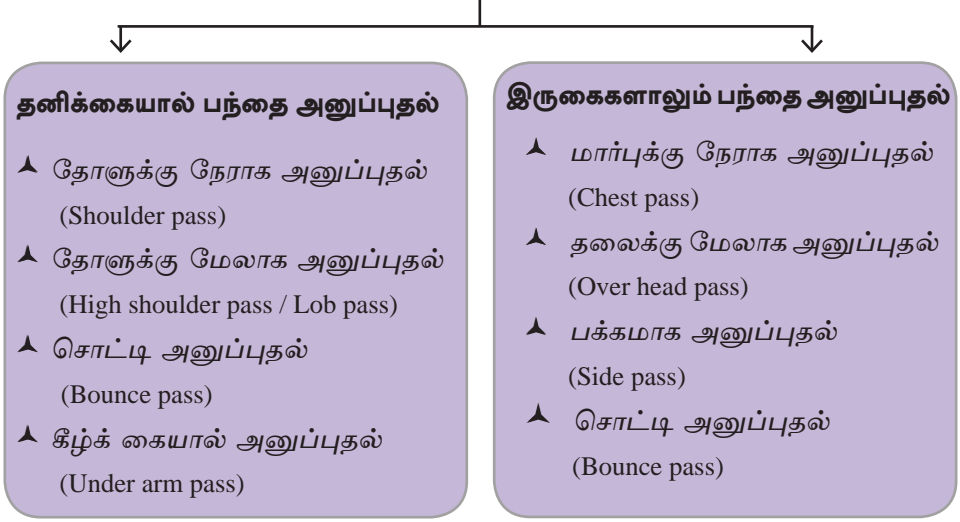 தனிக்கையால் பந்தை அனுப்புதல்
தோளுக்கு நேராக அனுப்புதல்
(Shoulder pass)
தோளுக்கு மேலாக அனுப்புதல்
(High shoulder pass / Lob pass)
சொட்டி அனுப்புதல்
(Bounce pass)
கீழ்க் கையால் அனுப்புதல்
(Under arm pass)
இருகைகளாலும் பந்தை அனுப்புதல்
மார்புக்கு நேராக அனுப்புதல்
(Chest pass)
தலைக்கு மேலாக அனுப்புதல்
(Over head pass)
பக்கமாக அனுப்புதல்
(Side pass)
சொட்டி அனுப்புதல்
(Bounce pass)